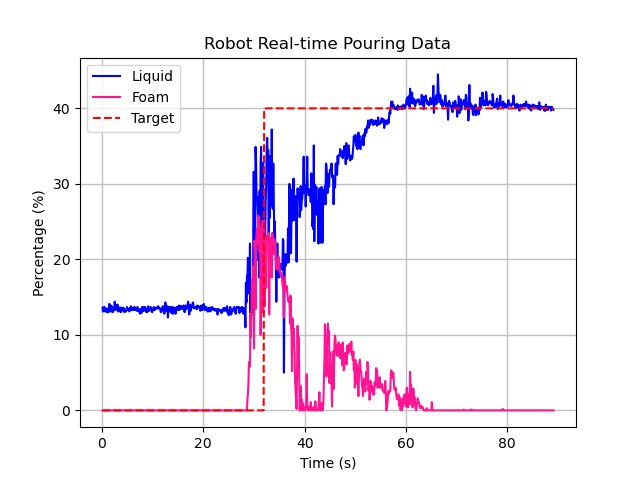 Robot Real-time Pouring Data
Liquid
Foam
Target
Percentage (%)
40
30
20
10
0
0 20 40 60 80
Time (s)